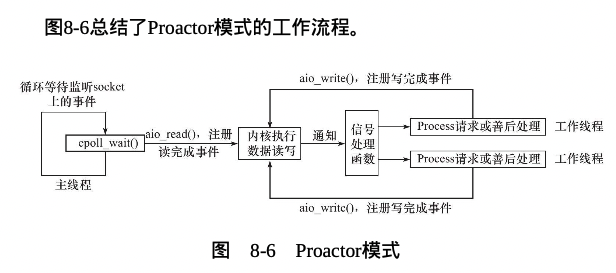 图8-6总结了Proactor模式的工作流程。
aio_write()，注册写完成事件
循环等待监听socket
上的事件
epoll_wait()
aio_read()，注册
读完成事件
内核执行
数据读写
通知
信号
处理
函数
Process请求或善后处理
工作线程
Process请求或善后处理
工作线程
主线程
aio_write()，注册写完成事件
图 8-6 Proactor模式